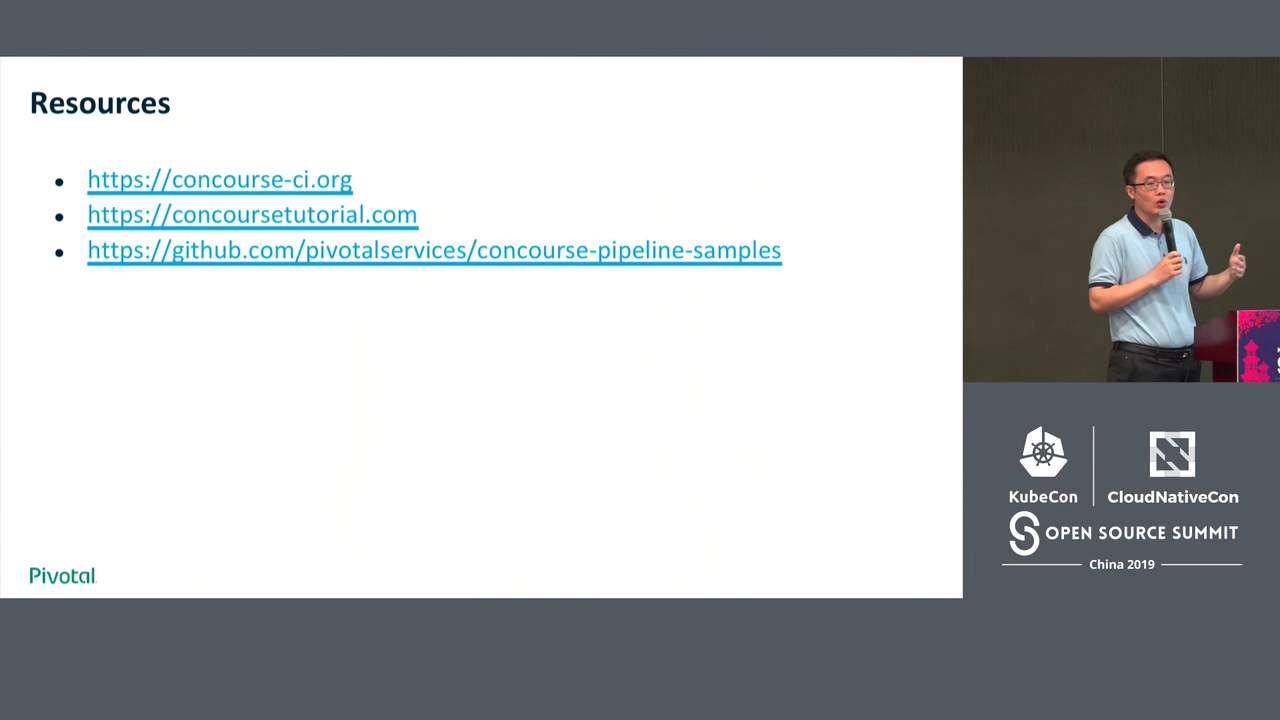 Resources
https://concourse-ci.org
https://concoursetutorial.com
https://github.com/pivotalservices/concourse-pipeline-samples
Pivotal
KubeCon
CloudNativeCon
OPEN SOURCE SUMMIT
China 2019